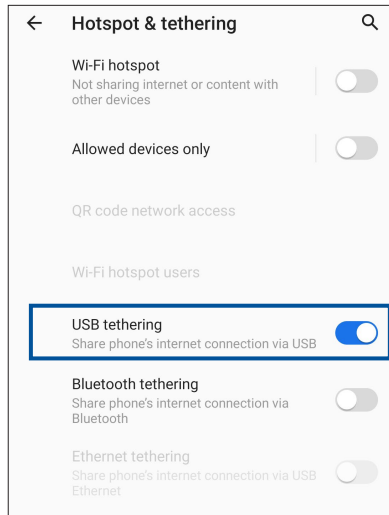 Hotspot & tethering
Wi-Fi hotspot
Not sharing internet or content with
other devices
Allowed devices only
QR code network access
Wi-Fi hotspot users
USB tethering
Share phone's internet connection via USB
Bluetooth tethering
Share phone's internet connection via
Bluetooth
Ethernet tethering
Share phone's internet connection via USB
Ethernet